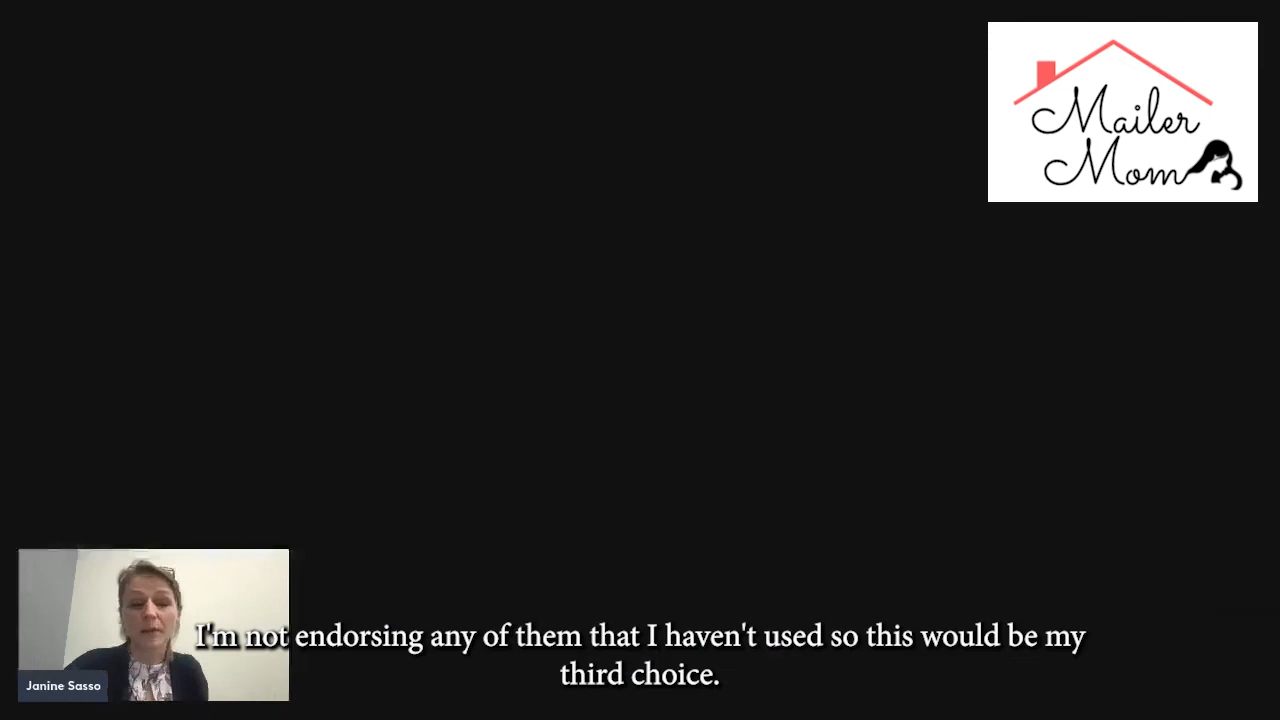 Mailer
Mom
I'm not endorsing any of them that I haven't used so this would be my
third choice.
Janine Sasso